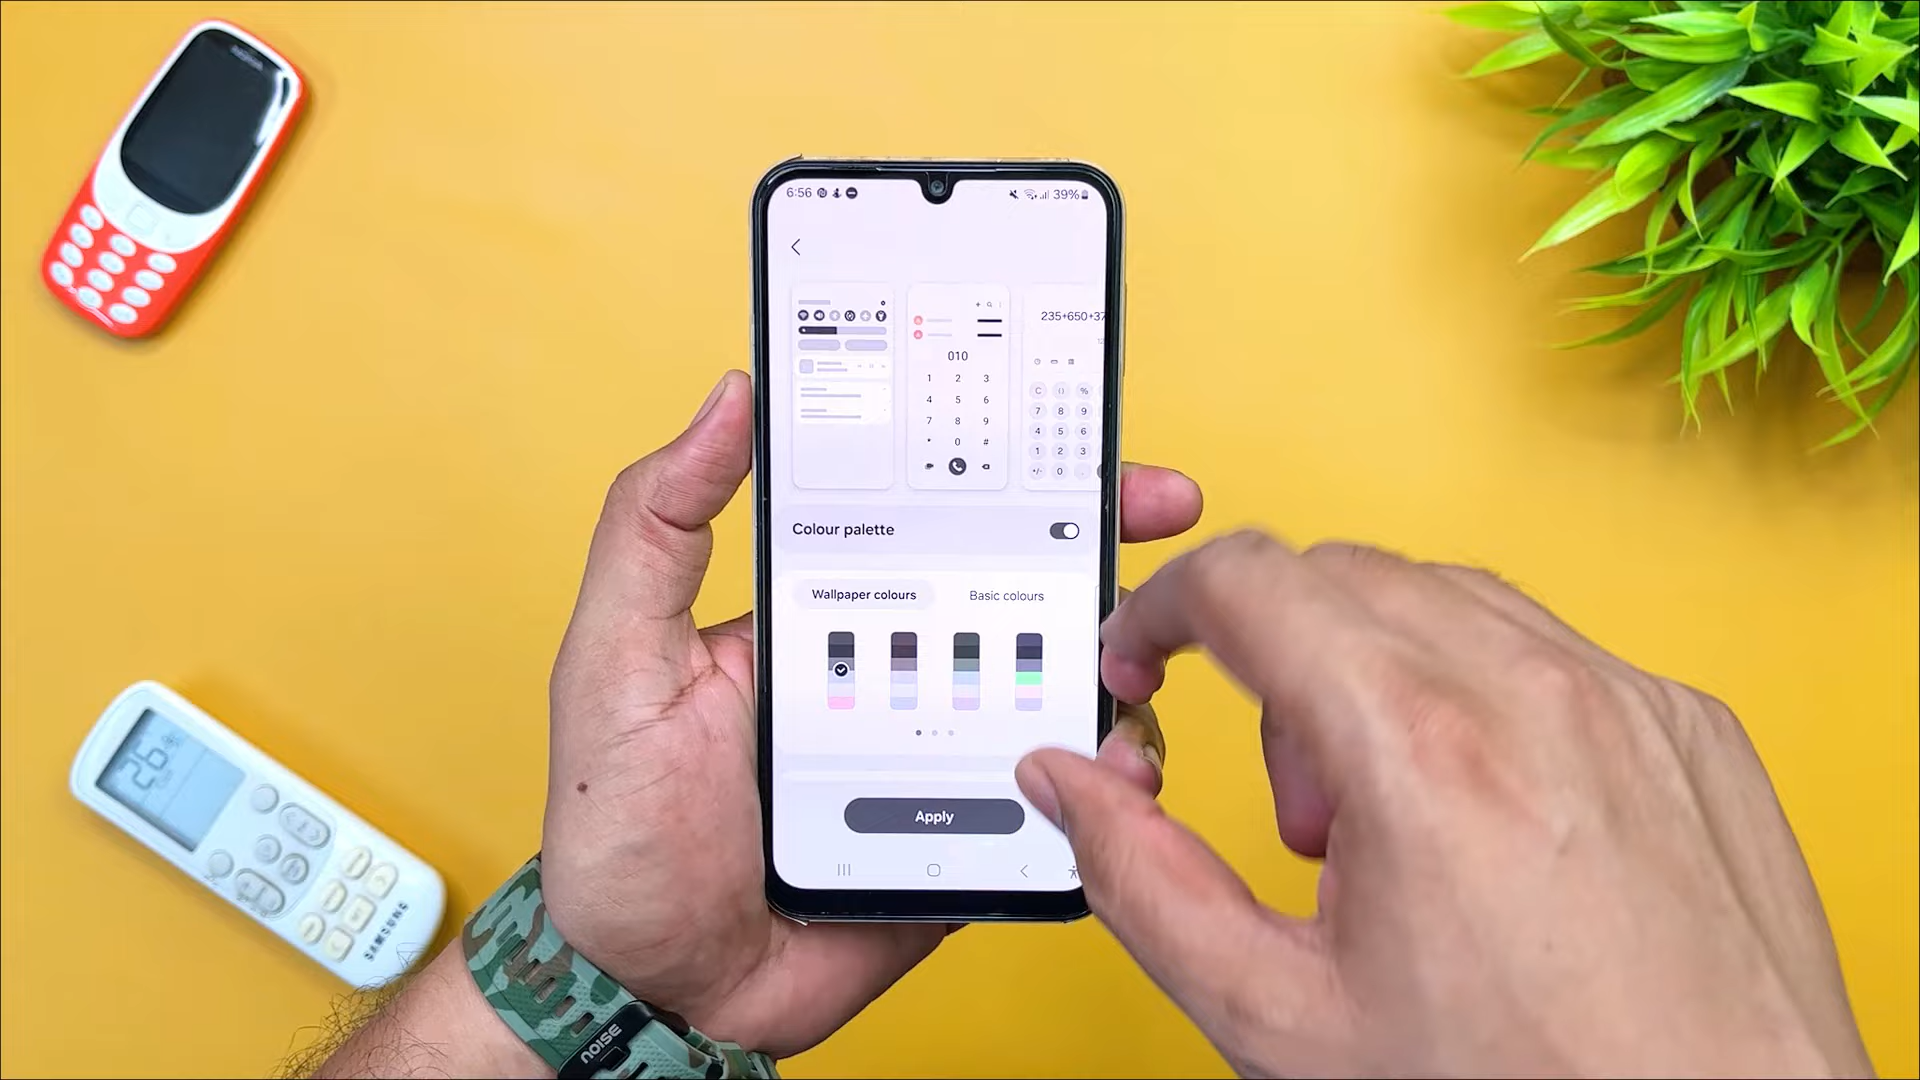 NOKIA
6:56
39%
235+650+37
010
1 2 3
4 5 6
7 8 9
* 0 #
C ( ) %
7 8 9
4 5 6
1 2 3
+/- 0 .
Colour palette
Wallpaper colours
Basic colours
Apply
26
SAMSUNG
noise